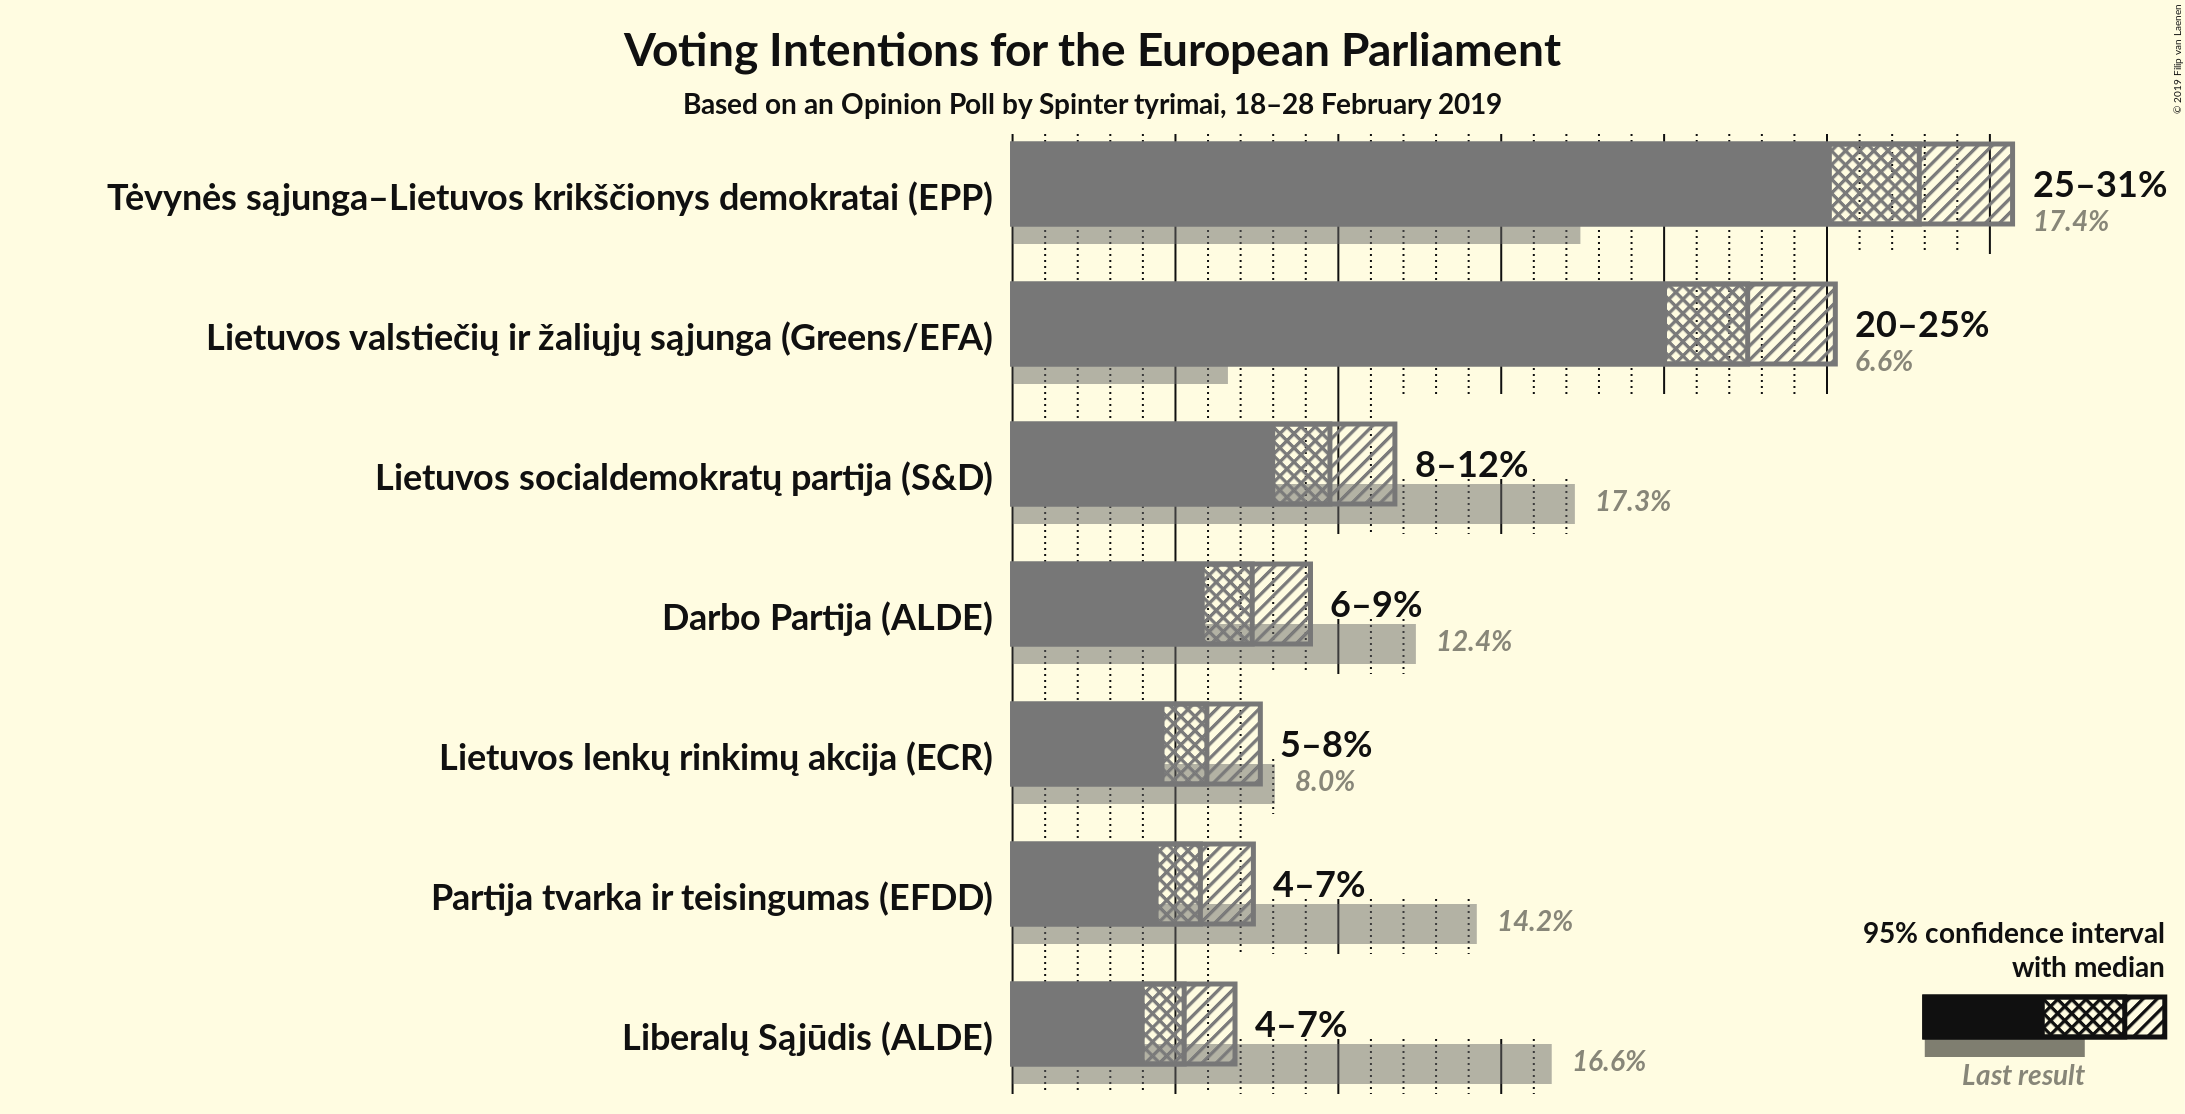 Voting Intentions for the European Parliament
Based on an Opinion Poll by Spinter tyrimai, 18–28 February 2019
© 2019 Filip van Laenen
Tėvynės sąjunga–Lietuvos krikščionys demokratai (EPP)
25–31%
17.4%
Lietuvos valstiečių ir žaliųjų sąjunga (Greens/EFA)
20–25%
6.6%
Lietuvos socialdemokratų partija (S&D)
8–12%
17.3%
Darbo Partija (ALDE)
6–9%
12.4%
Lietuvos lenkų rinkimų akcija (ECR)
5–8%
8.0%
Partija tvarka ir teisingumas (EFDD)
4–7%
14.2%
Liberalų Sąjūdis (ALDE)
4–7%
16.6%
95% confidence interval
with median
Last result